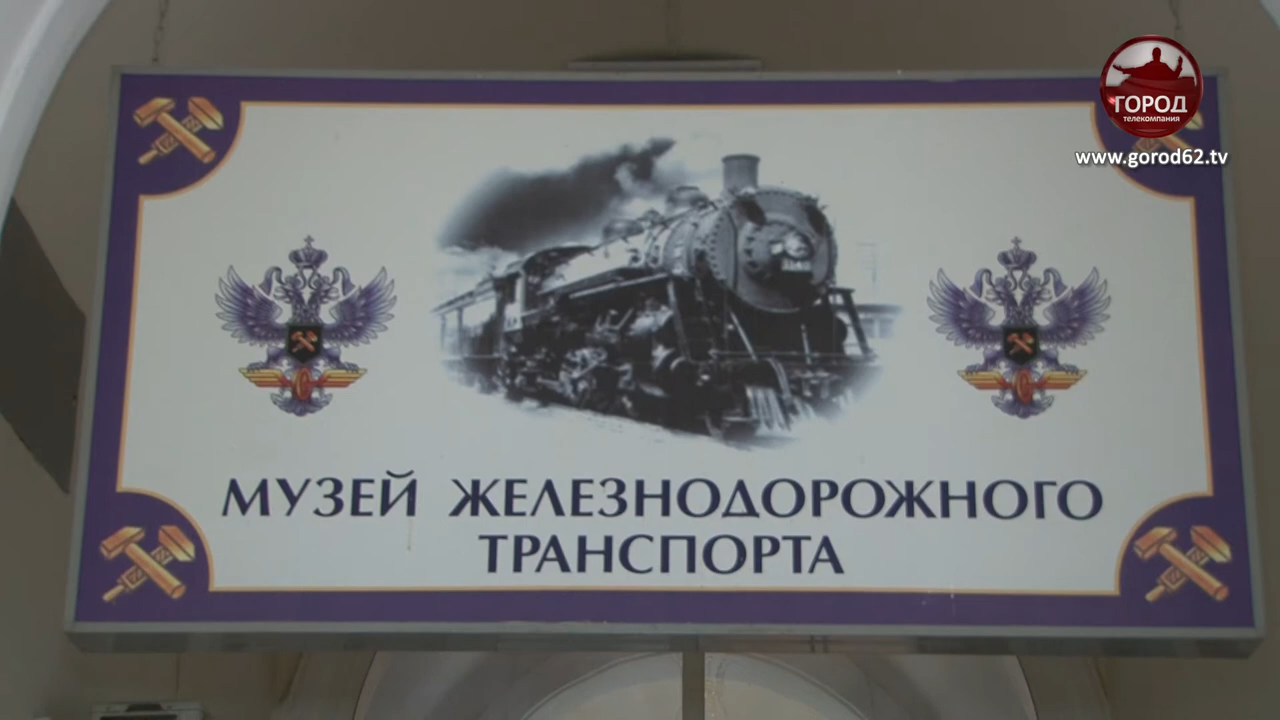 ГОРОД
телекомпания
www.gorod62.tv
МУЗЕЙ ЖЕЛЕЗНОДОРОЖНОГО
ТРАНСПОРТА